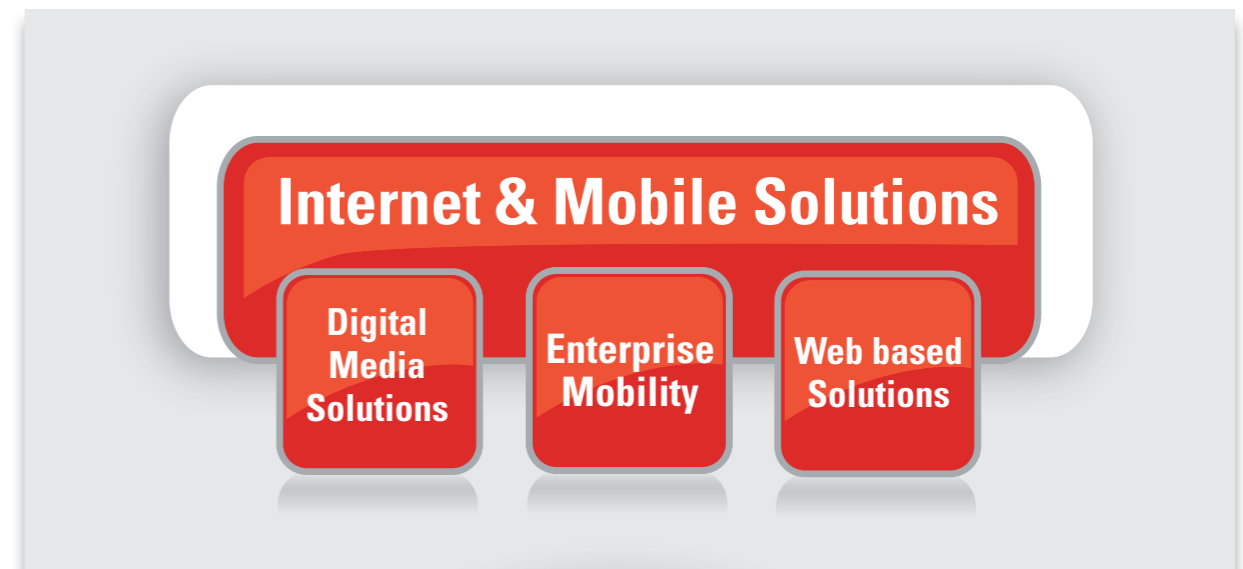 Internet & Mobile Solutions
Digital
Media
Solutions
Enterprise
Mobility
Web based
Solutions